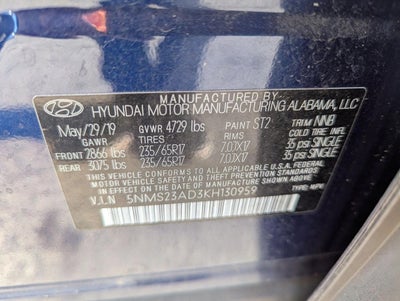 MANUFACTURED BY
HYUNDAI MOTOR MANUFACTURING ALABAMA, LLC
May/29/19 GVWR 4729 lbs PAINT ST2 TRIM NNB
GAWR TIRES RIMS COLD INF.
FRONT 2866 lbs 235/65R17 7.0JX17 35 psi SINGLE
REAR 3075 lbs 235/65R17 7.0JX17 35 psi SINGLE
THIS VEHICLE CONFORMS TO ALL APPLICABLE U.S.A. FEDERAL
MOTOR VEHICLE SAFETY AND THEFT PREVENTION STANDARDS
IN EFFECT ON THE DATE OF MANUFACTURE SHOWN ABOVE.
V.I.N 5NMS23AD3KH130959 TYPE: MPV